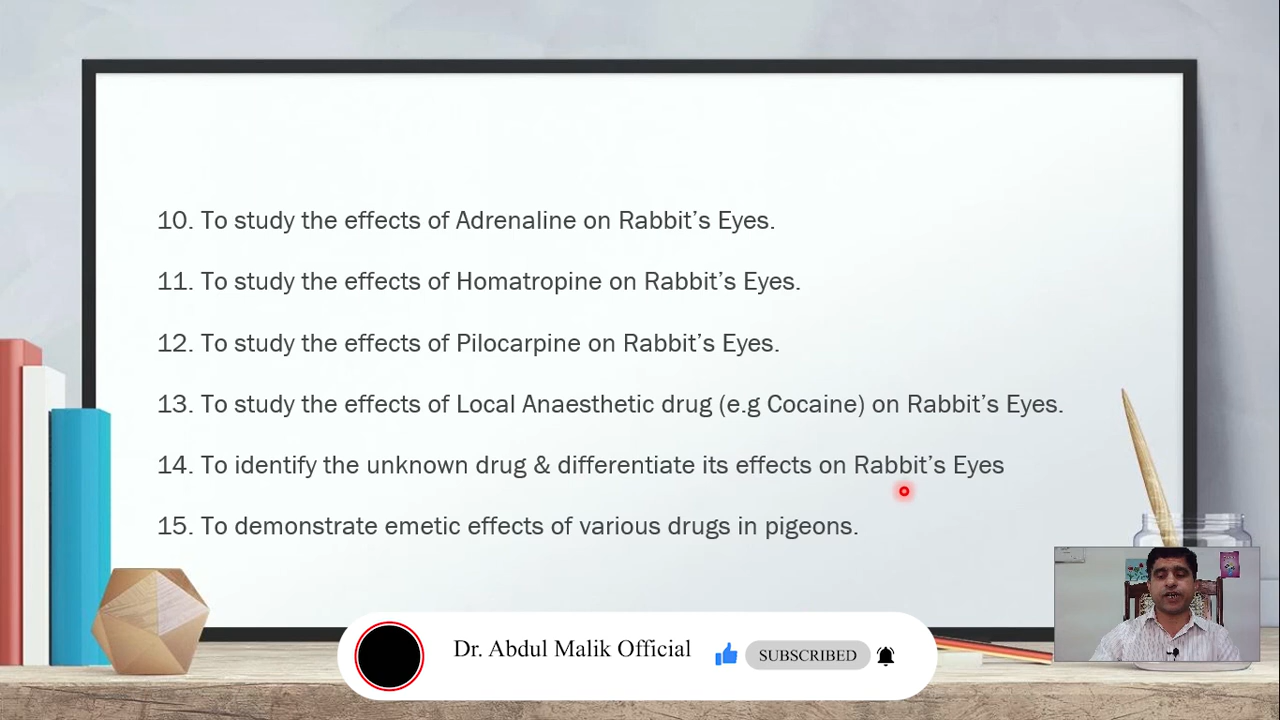 10. To study the effects of Adrenaline on Rabbit’s Eyes.
11. To study the effects of Homatropine on Rabbit’s Eyes.
12. To study the effects of Pilocarpine on Rabbit’s Eyes.
13. To study the effects of Local Anaesthetic drug (e.g Cocaine) on Rabbit’s Eyes.
14. To identify the unknown drug & differentiate its effects on Rabbit’s Eyes
15. To demonstrate emetic effects of various drugs in pigeons.
Dr. Abdul Malik Official
SUBSCRIBED